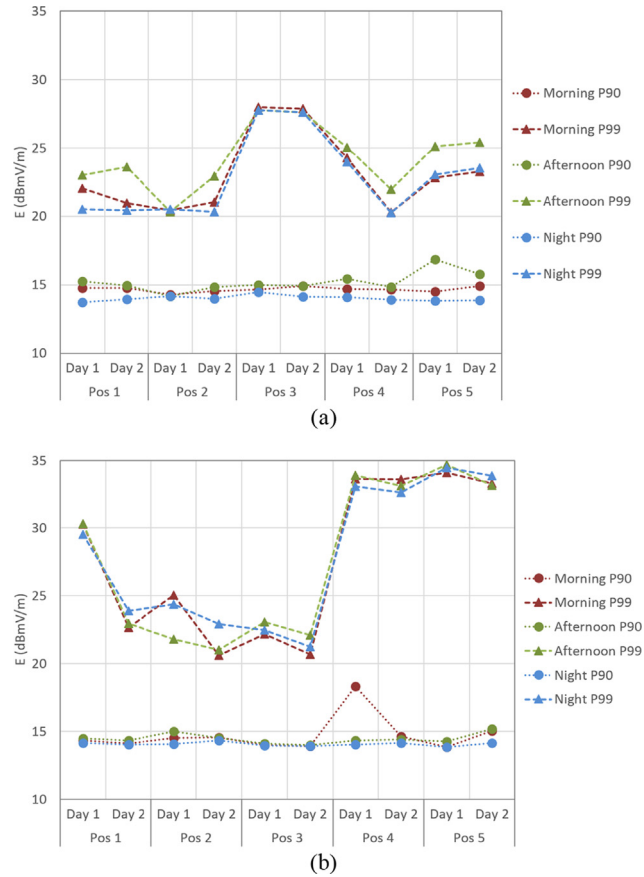 35
30
25
20
15
10
E (dBmV/m)
Day 1 Day 2 Day 1 Day 2 Day 1 Day 2 Day 1 Day 2 Day 1 Day 2
Pos 1 Pos 2 Pos 3 Pos 4 Pos 5
Morning P90
Morning P99
Afternoon P90
Afternoon P99
Night P90
Night P99
(a)
35
30
25
20
15
10
E (dBmV/m)
Day 1 Day 2 Day 1 Day 2 Day 1 Day 2 Day 1 Day 2 Day 1 Day 2
Pos 1 Pos 2 Pos 3 Pos 4 Pos 5
Morning P90
Morning P99
Afternoon P90
Afternoon P99
Night P90
Night P99
(b)